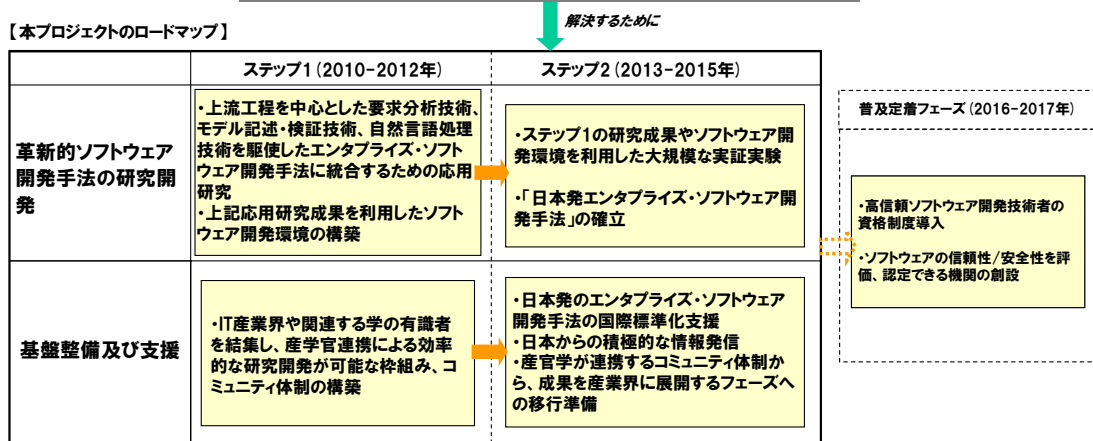 解決するために
【本プロジェクトのロードマップ】
ステップ1(2010-2012年)
ステップ2(2013-2015年)
普及定着フェーズ(2016-2017年)
革新的ソフトウェア
開発手法の研究開
発
・上流工程を中心とした要求分析技術、
モデル記述・検証技術、自然言語処理
技術を駆使したエンタプライズ・ソフト
ウェア開発手法に統合するための応用
研究
・上記応用研究成果を利用したソフト
ウェア開発環境の構築
・ステップ1の研究成果やソフトウェア開
発環境を利用した大規模な実証実験
・「日本発エンタプライズ・ソフトウェア開
発手法」の確立
・高信頼ソフトウェア開発技術者の
資格制度導入
・ソフトウェアの信頼性/安全性を評
価、認定できる機関の創設
基盤整備及び支援
・IT産業界や関連する学の有識者
を結集し、産学官連携による効率
的な研究開発が可能な枠組み、コ
ミュニティ体制の構築
・日本発のエンタプライズ・ソフトウェア
開発手法の国際標準化支援
・日本からの積極的な情報発信
・産官学が連携するコミュニティ体制か
ら、成果を産業界に展開するフェーズへ
の移行準備